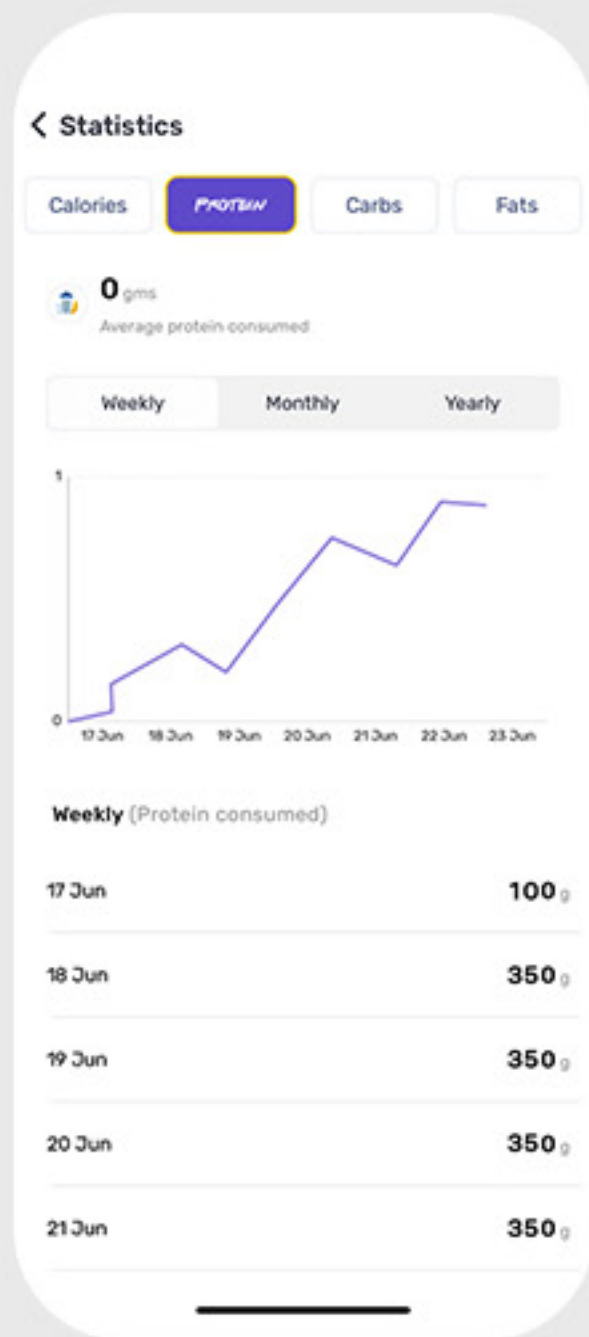 Statistics
Calories PROTEIN Carbs Fats
0 gms
Average protein consumed
Weekly Monthly Yearly
1
0
17 Jun 18 Jun 19 Jun 20 Jun 21 Jun 22 Jun 23 Jun
Weekly (Protein consumed)
17 Jun 100 g
18 Jun 350 g
19 Jun 350 g
20 Jun 350 g
21 Jun 350 g